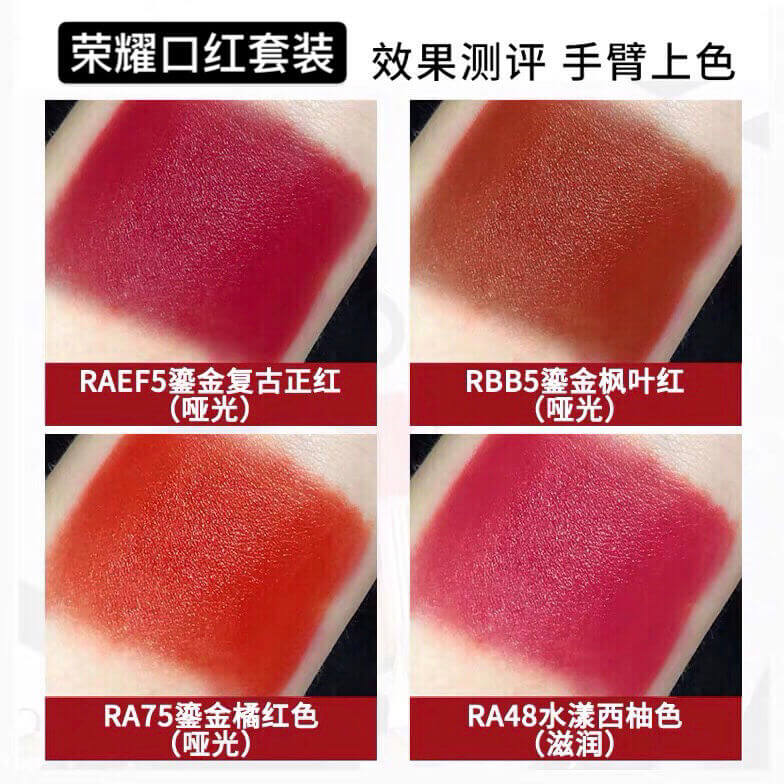 荣耀口红套装 效果测评 手臂上色
RAEF5鎏金复古正红
（哑光）
RBB5鎏金枫叶红
（哑光）
RA75鎏金橘红色
（哑光）
RA48水漾西柚色
（滋润）